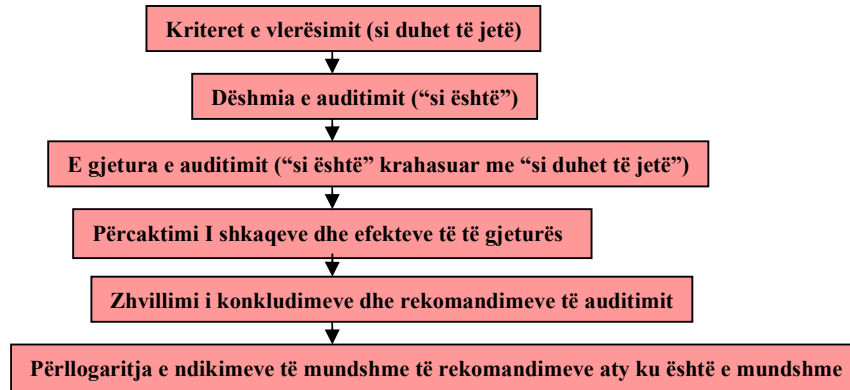 Kriteret e vlerësimit (si duhet të jetë)
Dëshmia e auditimit (“si është”)
E gjetura e auditimit (“si është” krahasuar me “si duhet të jetë”)
Përcaktimi I shkaqeve dhe efekteve të të gjeturës
Zhvillimi i konkludimeve dhe rekomandimeve të auditimit
Përllogaritja e ndikimeve të mundshme të rekomandimeve aty ku është e mundshme